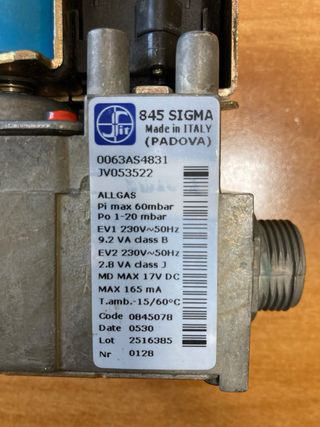 Sit
845 SIGMA
Made in ITALY
(PADOVA)
0063AS4831
JV053522
ALLGAS
Pi max 60mbar
Po 1-20 mbar
EV1 230V~50Hz
9.2 VA class B
EV2 230V~50Hz
2.8 VA class J
MD MAX 17V DC
MAX 165 mA
T.amb.-15/60°C
Code 0845078
Date 0530
Lot 2516385
Nr 0128